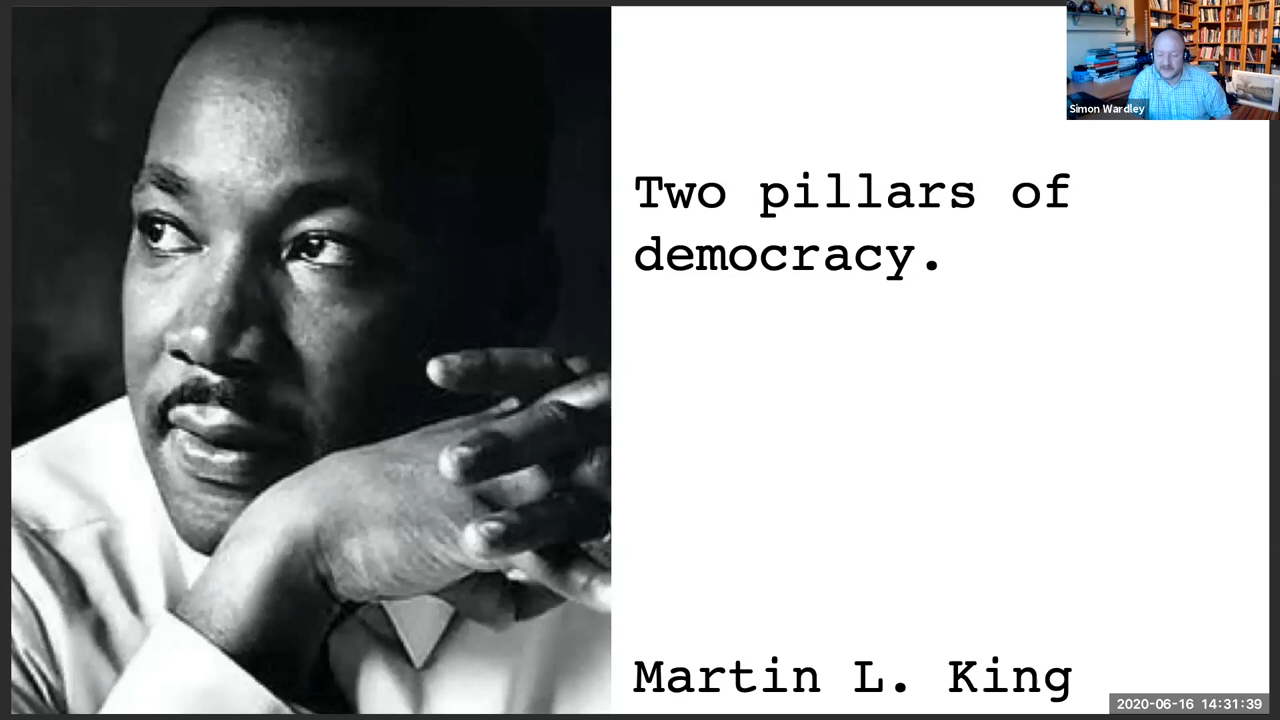 Simon Wardley
Two pillars of
democracy.
Martin L. King
2020-06-16 14:31:39